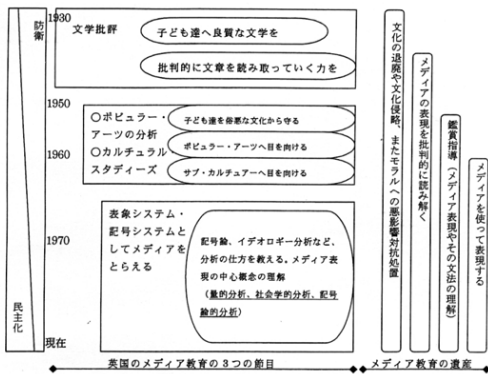 防衛
民主化
1930
1950
1960
1970
現在
文学批評
子ども達へ良質な文学を
批判的に文章を読み取っていく力を
○ポピュラー・
アーツの分析
○カルチュラル
スタディーズ
子ども達を俗悪な文化から守る
ポピュラー・アーツへ目を向ける
サブ・カルチュアーへ目を向ける
表象システム・
記号システムと
してメディアを
とらえる
記号論、イデオロギー分析など、
分析の仕方を教える。メディア表
現の中心概念の理解
(量的分析、社会学的分析、記号
論的分析)
文化の退廃や文化侵略、またモラルへの悪影響対抗処置
メディアの表現を批判的に読み解く
鑑賞指導(メディア表現やその文法の理解)
メディアを使って表現する
英国のメディア教育の3つの節目
メディア教育の遺産